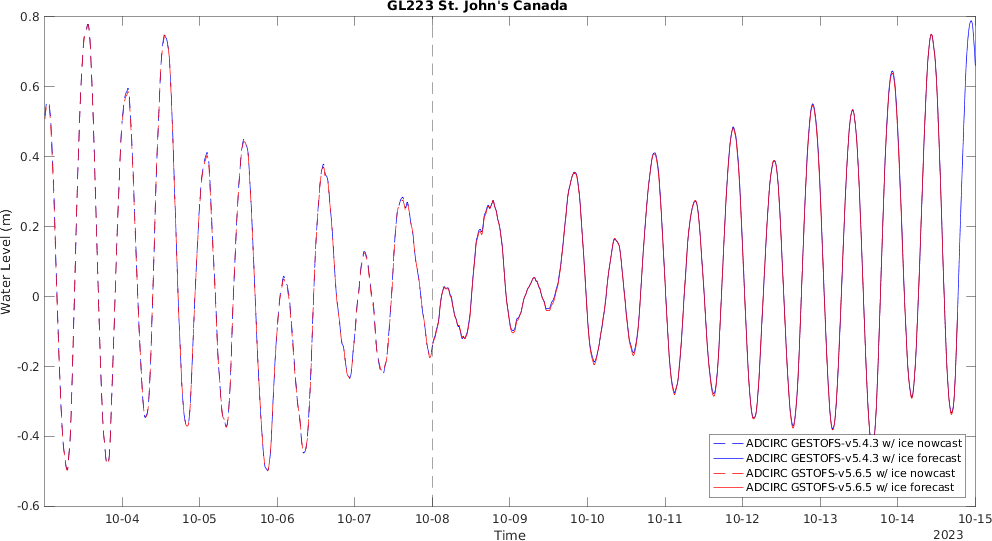 GL223 St. John's Canada
Water Level (m)
0.8
0.6
0.4
0.2
0
-0.2
-0.4
-0.6
ADCIRC GESTOFS-v5.4.3 w/ ice nowcast
ADCIRC GESTOFS-v5.4.3 w/ ice forecast
ADCIRC GSTOFS-v5.6.5 w/ ice nowcast
ADCIRC GSTOFS-v5.6.5 w/ ice forecast
10-04 10-05 10-06 10-07 10-08 10-09 10-10 10-11 10-12 10-13 10-14 10-15
Time
2023